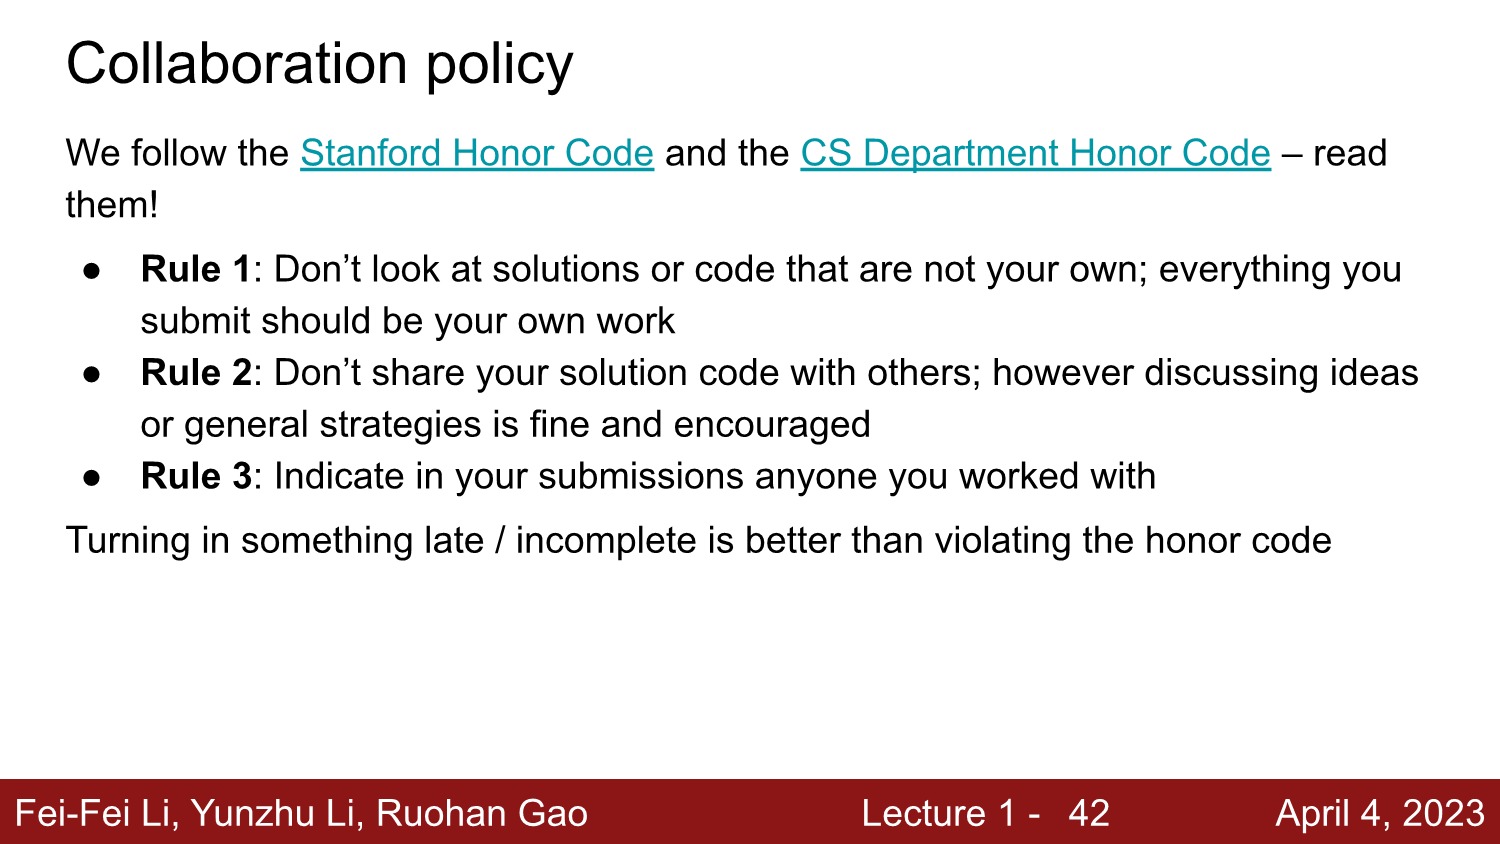 Collaboration policy
We follow the Stanford Honor Code and the CS Department Honor Code – read
them!
● Rule 1: Don’t look at solutions or code that are not your own; everything you
submit should be your own work
● Rule 2: Don’t share your solution code with others; however discussing ideas
or general strategies is fine and encouraged
● Rule 3: Indicate in your submissions anyone you worked with
Turning in something late / incomplete is better than violating the honor code
Fei-Fei Li, Yunzhu Li, Ruohan Gao Lecture 1 - 42 April 4, 2023